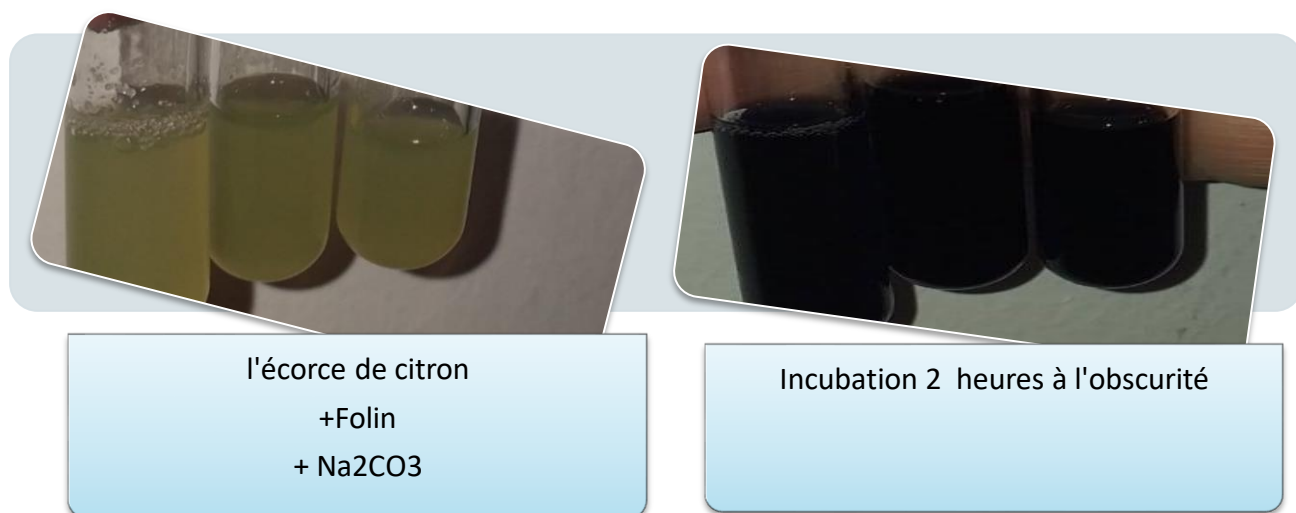 l'écorce de citron
+Folin
+ Na2CO3
Incubation 2 heures à l'obscurité